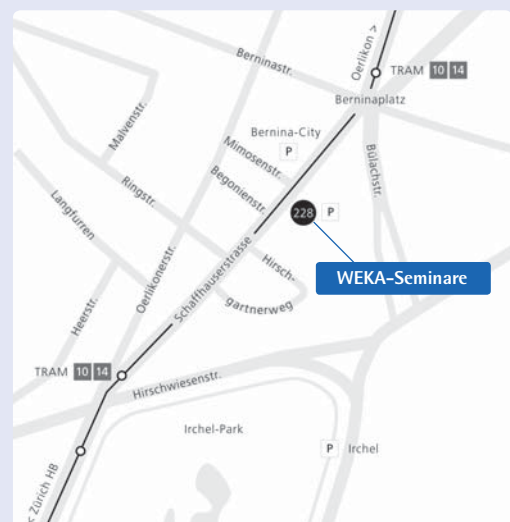 Oerlikon >
Berninastr.
TRAM 10 14
Berninaplatz
Bernina-City
P
Malvenstr.
Mimosenstr.
Bülachstr.
Ringstr.
Begonienstr.
Langfurren
228 P
WEKA-Seminare
Oerlikonerstr.
Schaffhauserstrasse
Hirsch-
gartnerweg
Heerstr.
TRAM 10 14
Hirschwiesenstr.
Irchel-Park
P Irchel
< Zürich HB